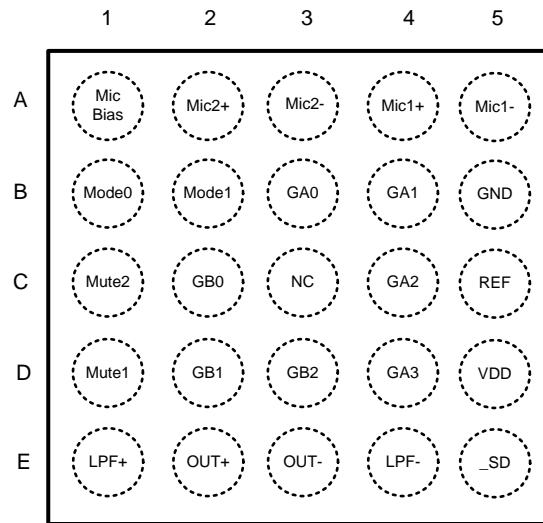 1 2 3 4 5
A Mic Bias Mic2+ Mic2- Mic1+ Mic1-
B Mode0 Mode1 GA0 GA1 GND
C Mute2 GB0 NC GA2 REF
D Mute1 GB1 GB2 GA3 VDD
E LPF+ OUT+ OUT- LPF- _SD